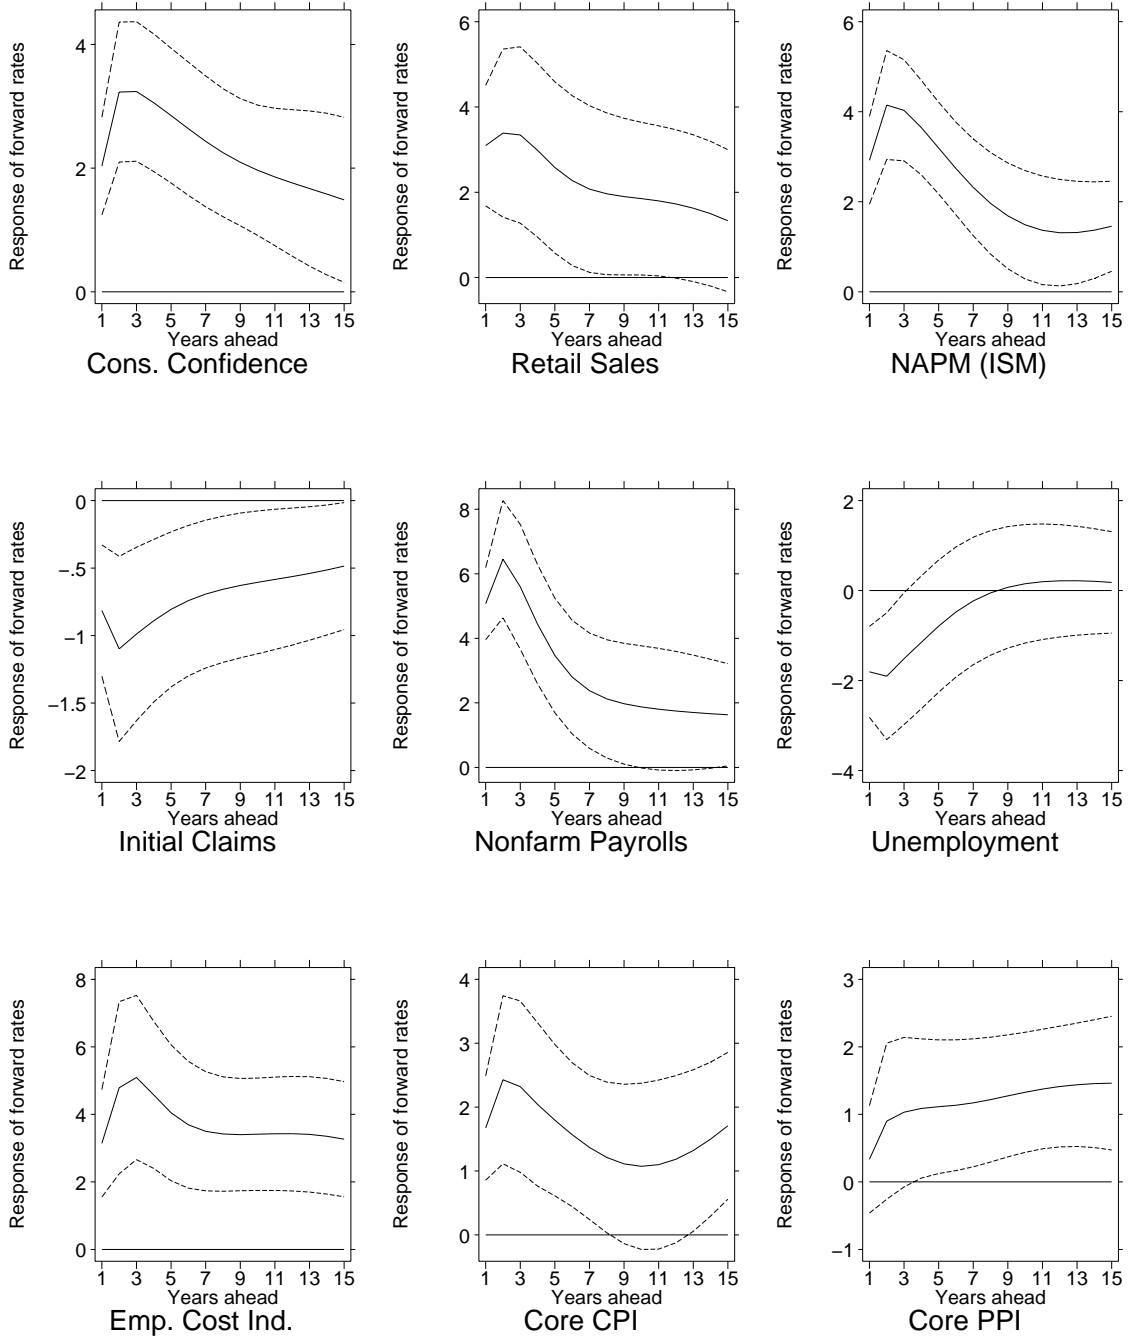 Response of forward rates
4
2
0
1 3 5 7 9 11 13 15
Years ahead
Cons. Confidence
Response of forward rates
6
4
2
0
1 3 5 7 9 11 13 15
Years ahead
Retail Sales
Response of forward rates
6
4
2
0
1 3 5 7 9 11 13 15
Years ahead
NAPM (ISM)
Response of forward rates
0
−.5
−1
−1.5
−2
1 3 5 7 9 11 13 15
Years ahead
Initial Claims
Response of forward rates
8
6
4
2
0
1 3 5 7 9 11 13 15
Years ahead
Nonfarm Payrolls
Response of forward rates
2
0
−2
−4
1 3 5 7 9 11 13 15
Years ahead
Unemployment
Response of forward rates
8
6
4
2
0
1 3 5 7 9 11 13 15
Years ahead
Emp. Cost Ind.
Response of forward rates
4
3
2
1
0
1 3 5 7 9 11 13 15
Years ahead
Core CPI
Response of forward rates
3
2
1
0
−1
1 3 5 7 9 11 13 15
Years ahead
Core PPI